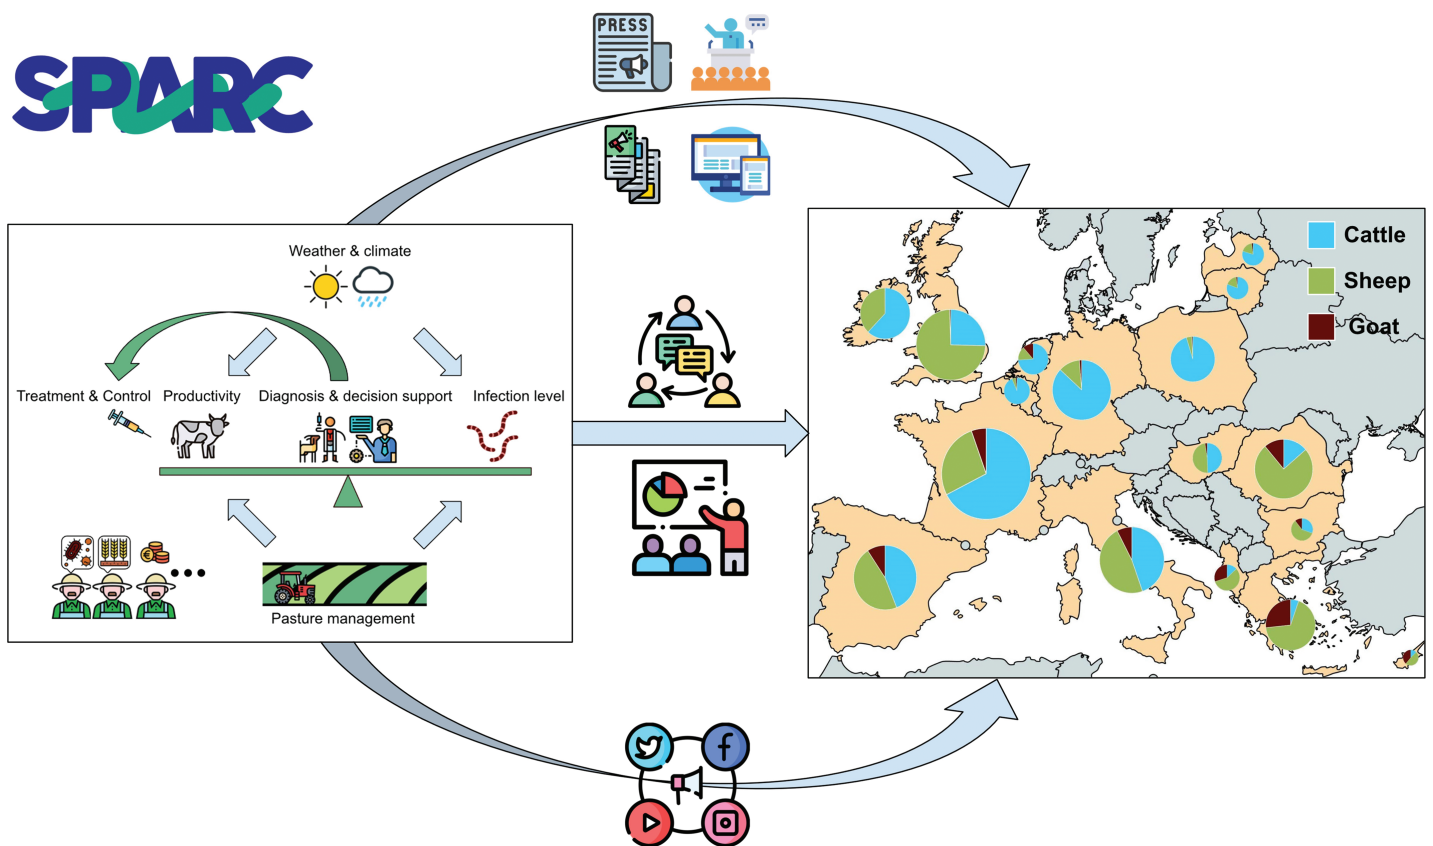 SPARC
PRESS
Weather & climate
Treatment & Control
Productivity
Diagnosis & decision support
Infection level
Pasture management
Cattle
Sheep
Goat